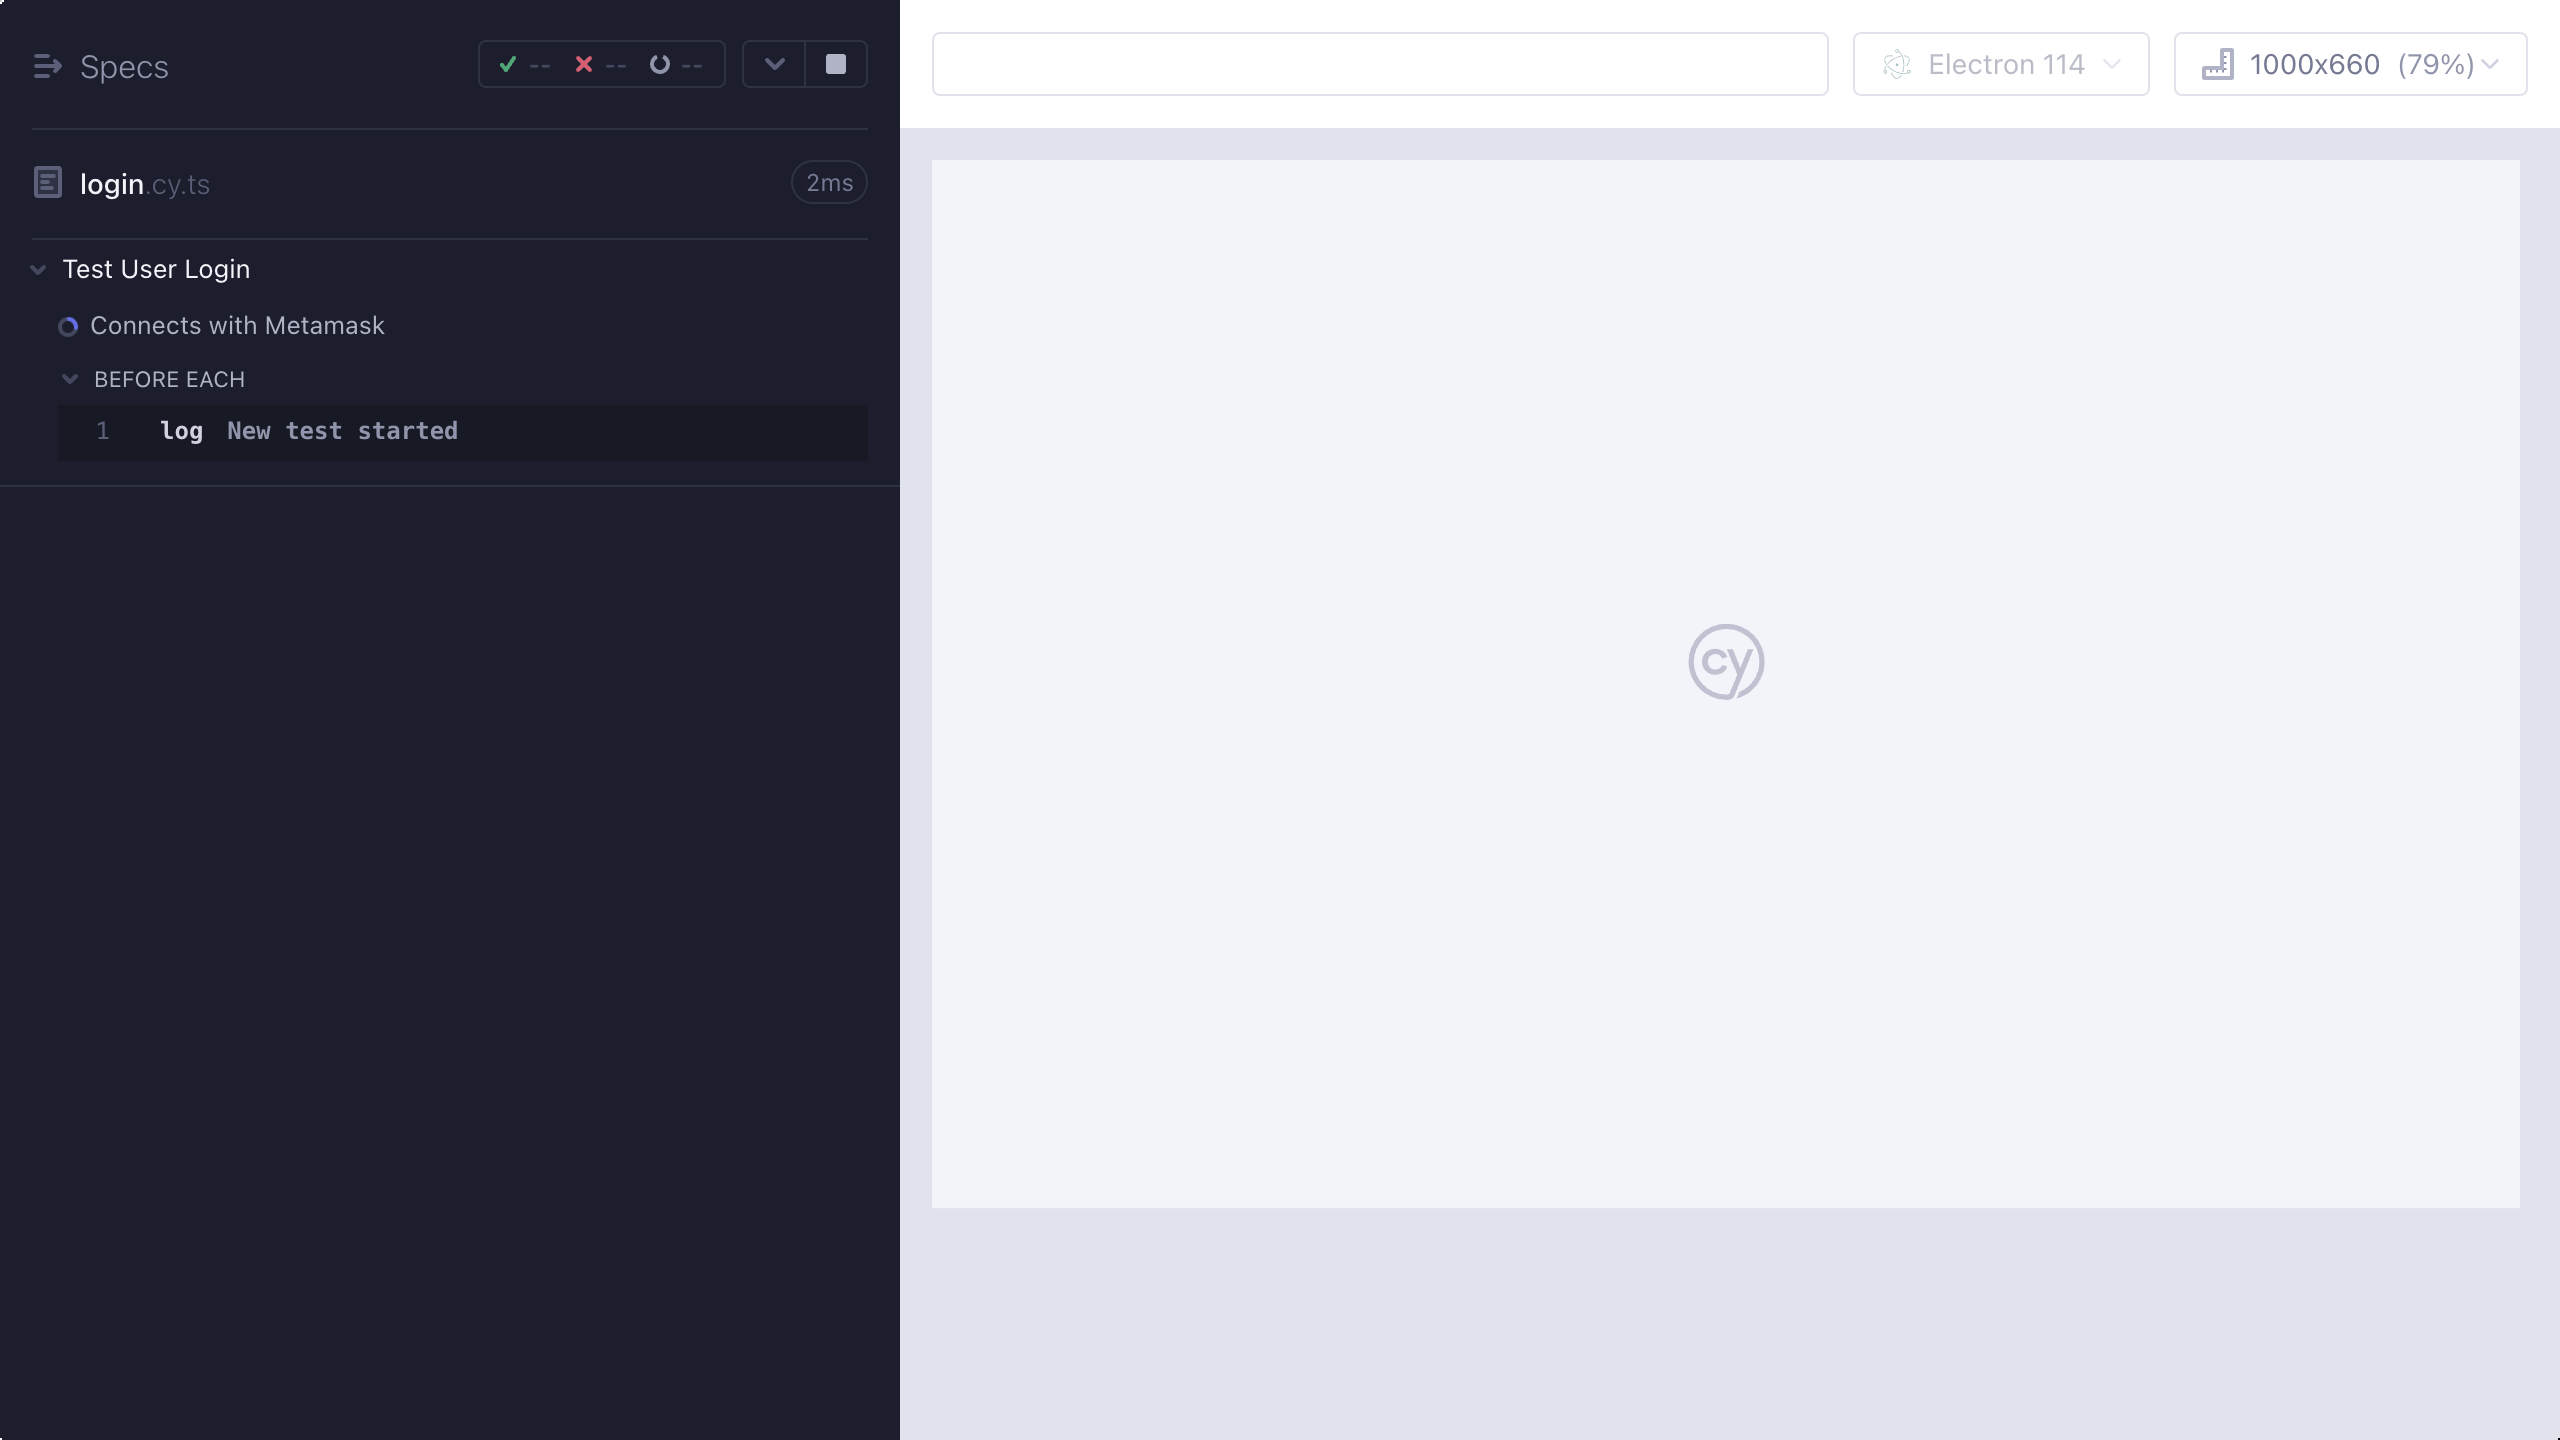 Specs
-- -- --
login.cy.ts
2ms
Test User Login
Connects with Metamask
BEFORE EACH
1 log New test started
Electron 114
1000x660 (79%)
cy